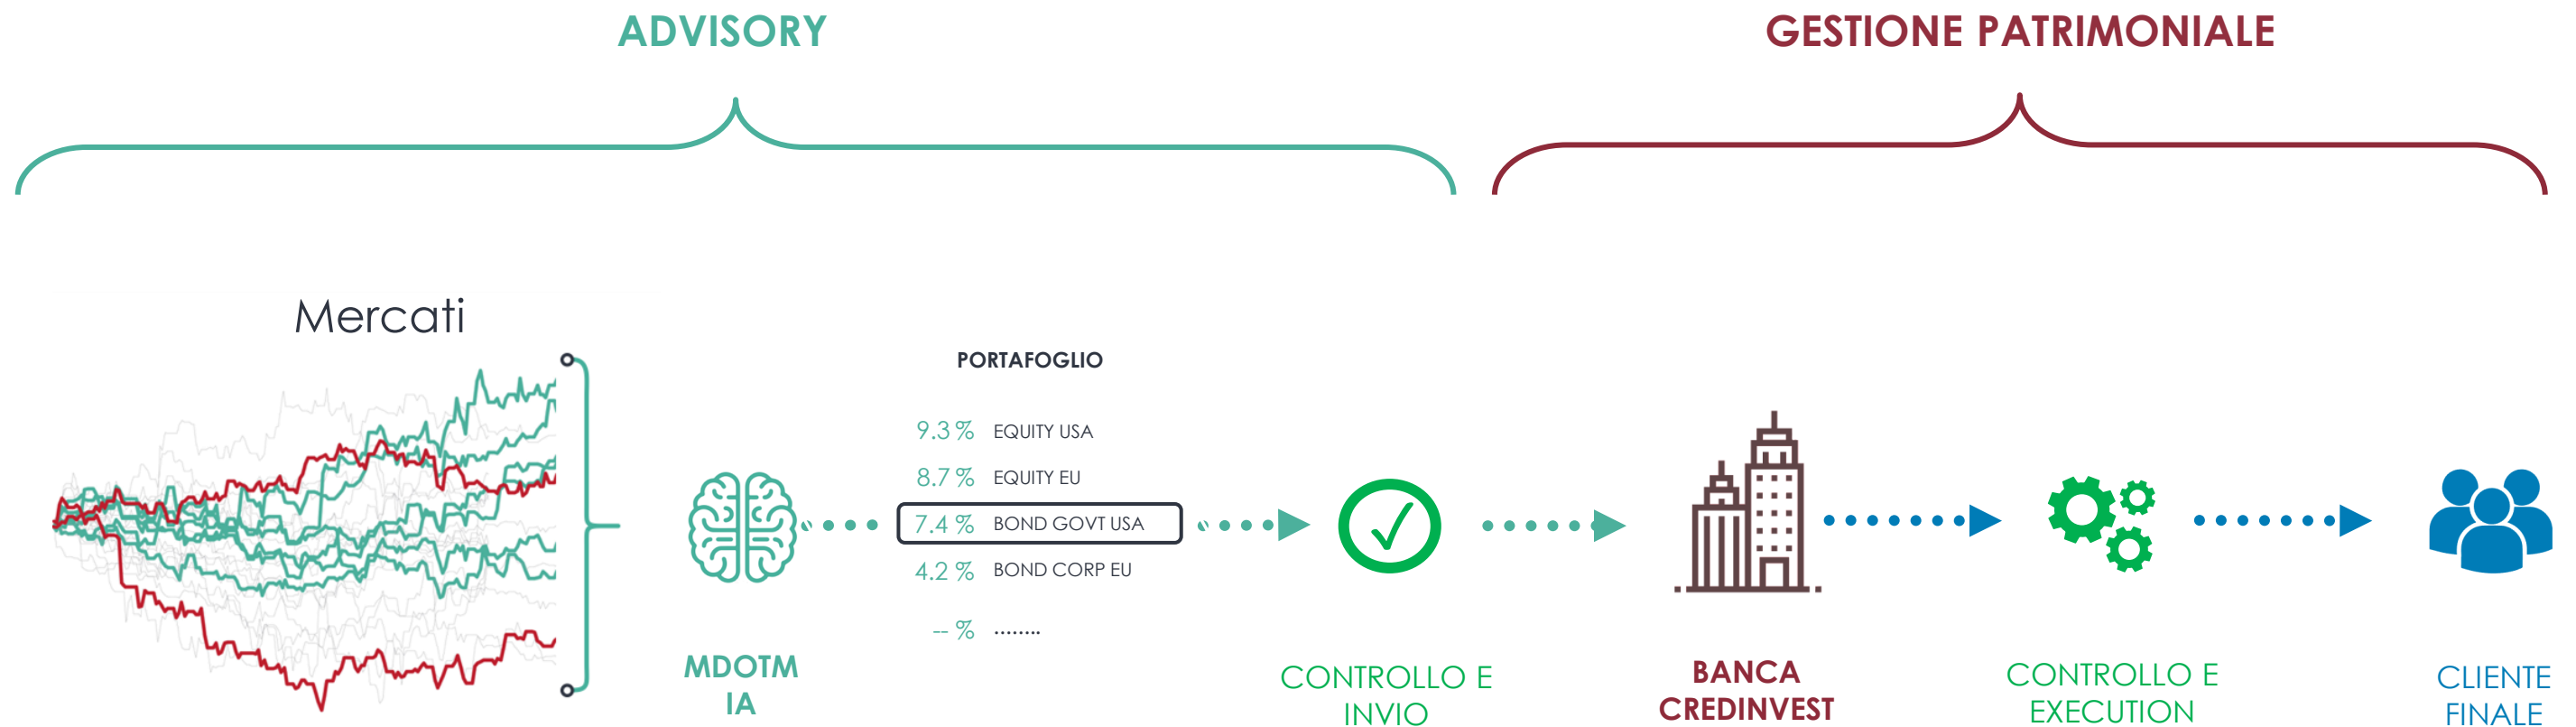 ADVISORY
GESTIONE PATRIMONIALE
Mercati
PORTAFOGLIO
9.3 % EQUITY USA
8.7 % EQUITY EU
7.4 % BOND GOVT USA
4.2 % BOND CORP EU
-- % ........
MDOTM
IA
CONTROLLO E
INVIO
BANCA
CREDINVEST
CONTROLLO E
EXECUTION
CLIENTE
FINALE